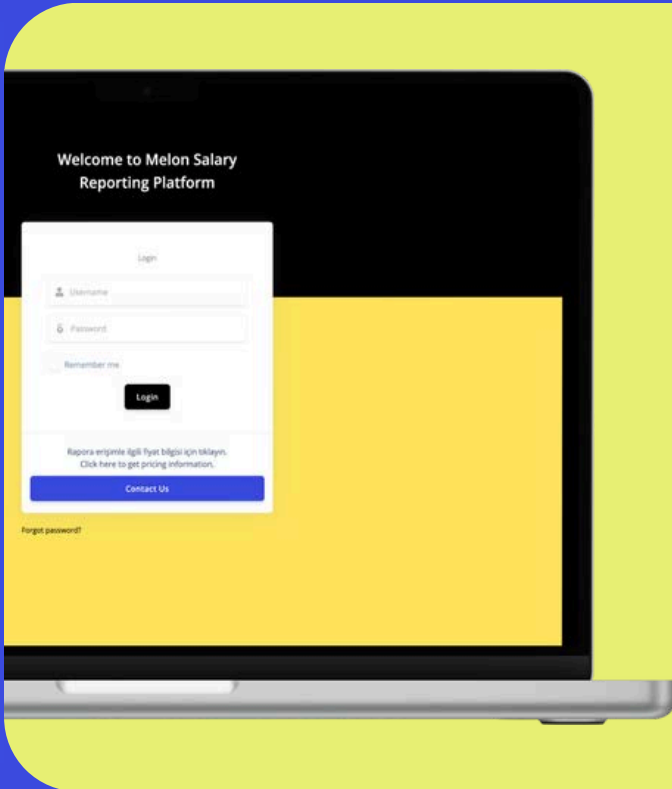 Welcome to Melon Salary
Reporting Platform
Login
Username
Password
Remember me
Login
Rapora erişimle ilgili fiyat bilgisi için tıklayın.
Click here to get pricing information.
Contact Us
Forgot password?